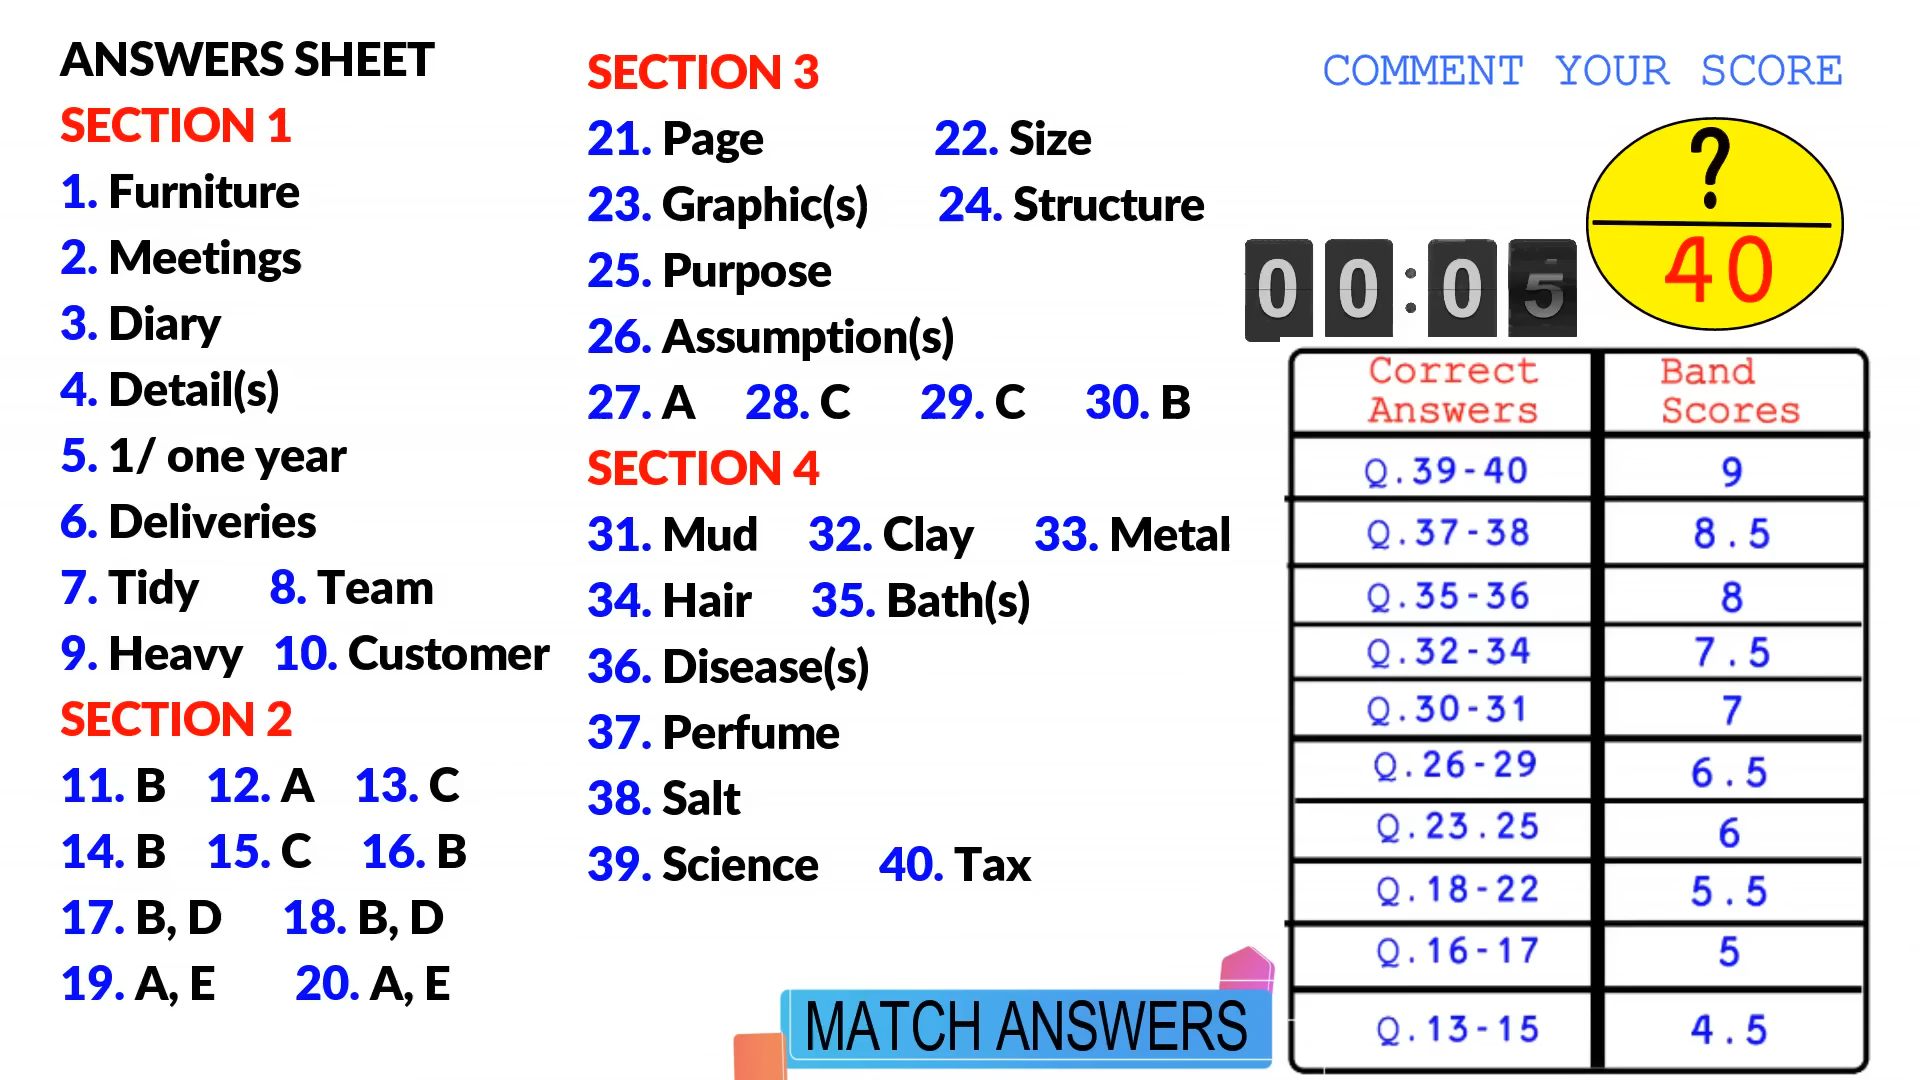 ANSWERS SHEET
SECTION 1
1. Furniture
2. Meetings
3. Diary
4. Detail(s)
5. 1/ one year
6. Deliveries
7. Tidy 8. Team
9. Heavy 10. Customer
SECTION 2
11. B 12. A 13. C
14. B 15. C 16. B
17. B, D 18. B, D
19. A, E 20. A, E
SECTION 3
21. Page 22. Size
23. Graphic(s) 24. Structure
25. Purpose
26. Assumption(s)
27. A 28. C 29. C 30. B
SECTION 4
31. Mud 32. Clay 33. Metal
34. Hair 35. Bath(s)
36. Disease(s)
37. Perfume
38. Salt
39. Science 40. Tax
MATCH ANSWERS
COMMENT YOUR SCORE
?
40
00:05
Correct Answers Band Scores
Q.39-40 9
Q.37-38 8.5
Q.35-36 8
Q.32-34 7.5
Q.30-31 7
Q.26-29 6.5
Q.23.25 6
Q.18-22 5.5
Q.16-17 5
Q.13-15 4.5